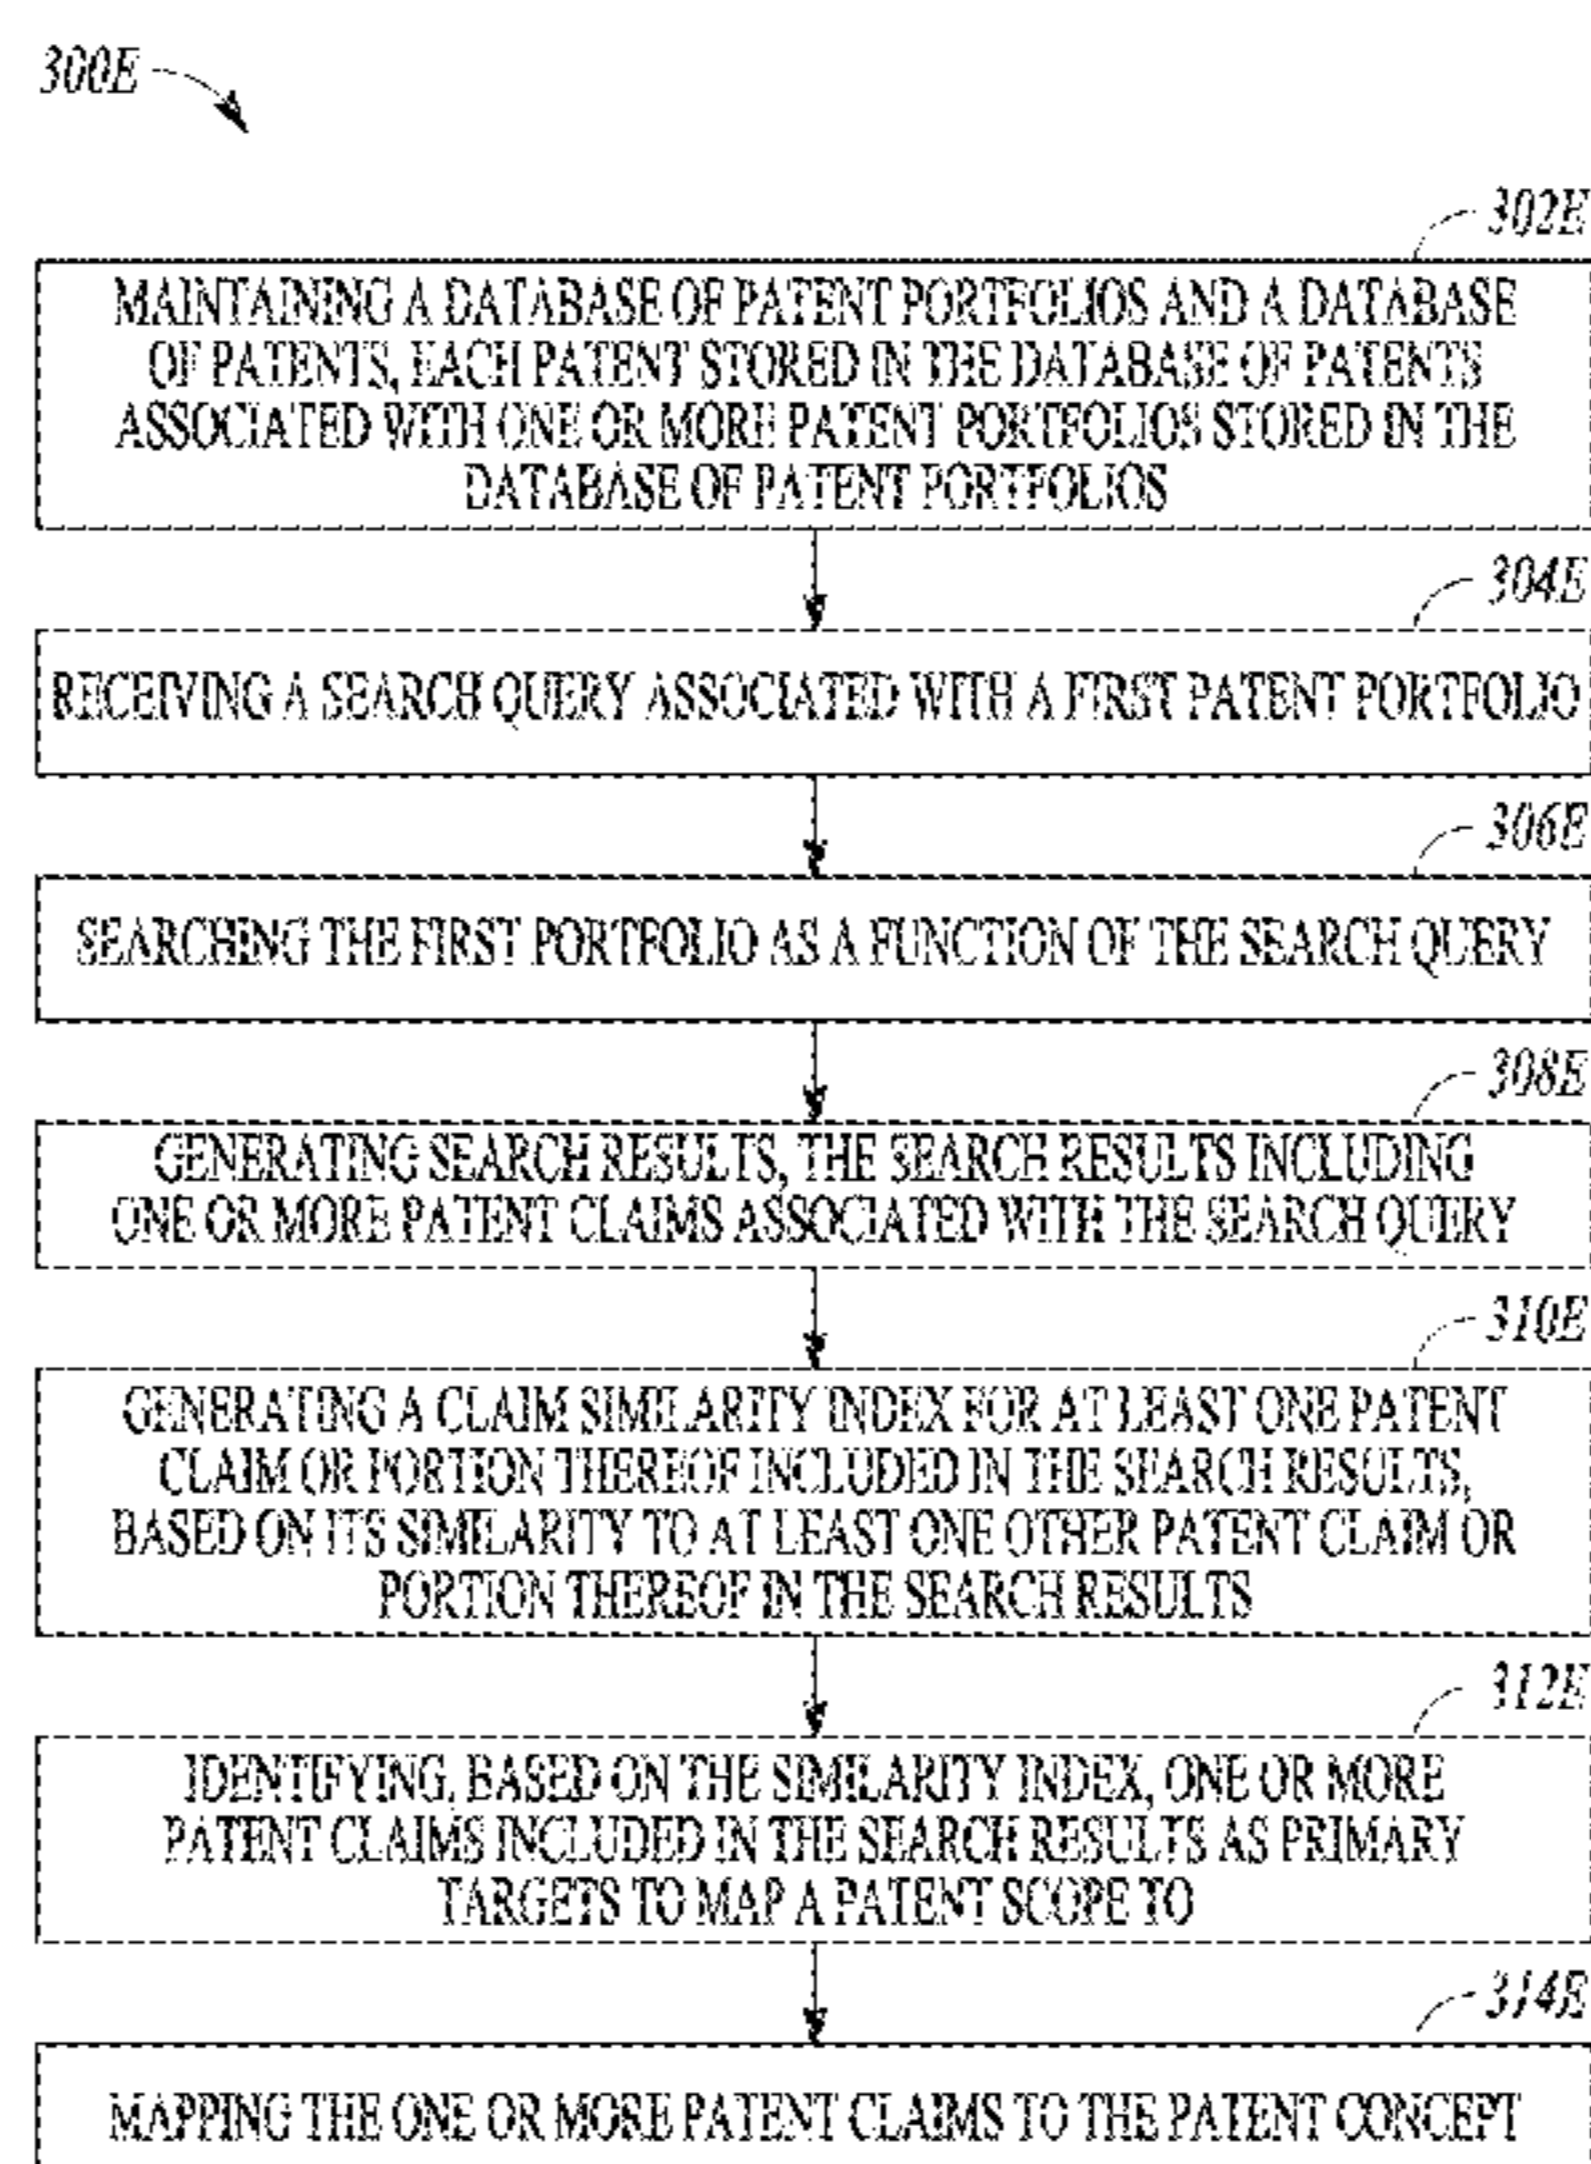 300E
302E
MAINTAINING A DATABASE OF PATENT PORTFOLIOS AND A DATABASE
OF PATENTS, EACH PATENT STORED IN THE DATABASE OF PATENTS
ASSOCIATED WITH ONE OR MORE PATENT PORTFOLIOS STORED IN THE
DATABASE OF PATENT PORTFOLIOS
304E
RECEIVING A SEARCH QUERY ASSOCIATED WITH A FIRST PATENT PORTFOLIO
306E
SEARCHING THE FIRST PORTFOLIO AS A FUNCTION OF THE SEARCH QUERY
308E
GENERATING SEARCH RESULTS, THE SEARCH RESULTS INCLUDING
ONE OR MORE PATENT CLAIMS ASSOCIATED WITH THE SEARCH QUERY
310E
GENERATING A CLAIM SIMILARITY INDEX FOR AT LEAST ONE PATENT
CLAIM OR PORTION THEREOF INCLUDED IN THE SEARCH RESULTS,
BASED ON ITS SIMILARITY TO AT LEAST ONE OTHER PATENT CLAIM OR
PORTION THEREOF IN THE SEARCH RESULTS
312E
IDENTIFYING, BASED ON THE SIMILARITY INDEX, ONE OR MORE
PATENT CLAIMS INCLUDED IN THE SEARCH RESULTS AS PRIMARY
TARGETS TO MAP A PATENT SCOPE TO
314E
MAPPING THE ONE OR MORE PATENT CLAIMS TO THE PATENT CONCEPT